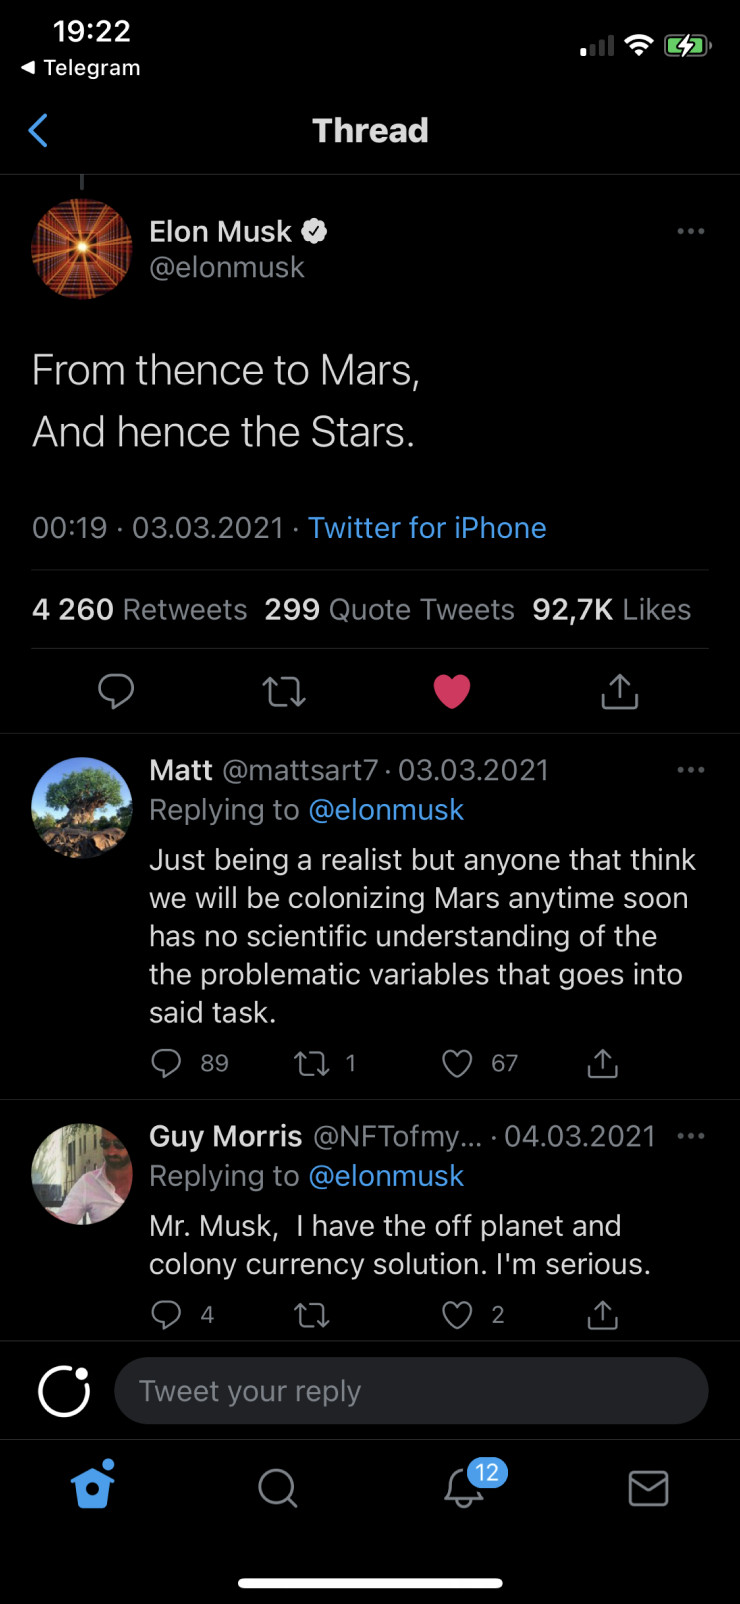 19:22
◀ Telegram
Thread
Elon Musk
@elonmusk
From thence to Mars,
And hence the Stars.
00:19 · 03.03.2021 · Twitter for iPhone
4 260 Retweets 299 Quote Tweets 92,7K Likes
Matt @mattsart7 · 03.03.2021
Replying to @elonmusk
Just being a realist but anyone that think
we will be colonizing Mars anytime soon
has no scientific understanding of the
the problematic variables that goes into
said task.
89 1 67
Guy Morris @NFTofmy... · 04.03.2021
Replying to @elonmusk
Mr. Musk,  I have the off planet and
colony currency solution. I'm serious.
4 2
Tweet your reply
12